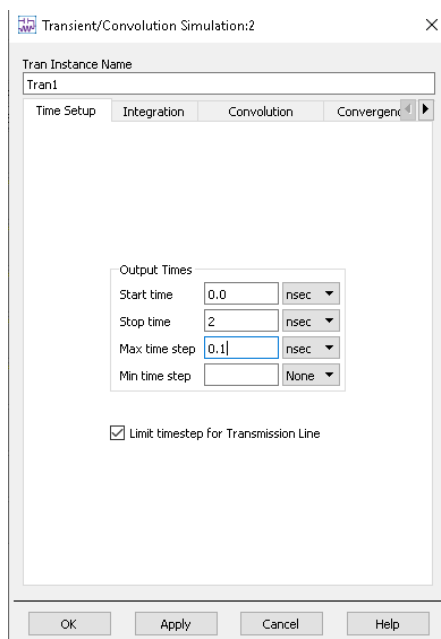 Transient/Convolution Simulation:2
Tran Instance Name
Tran1
Time Setup Integration Convolution Convergenc
Output Times
Start time 0.0 nsec
Stop time 2 nsec
Max time step 0.1 nsec
Min time step None
Limit timestep for Transmission Line
OK Apply Cancel Help